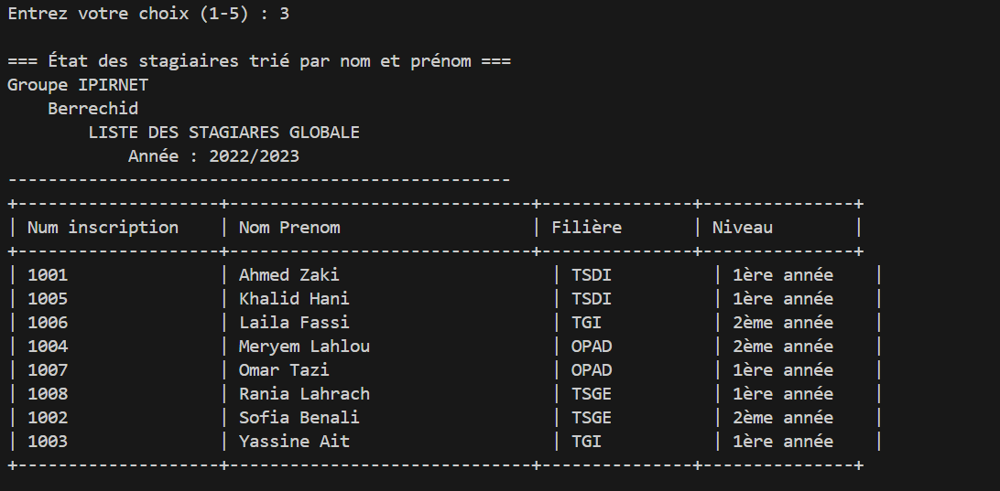 Entrez votre choix (1-5) : 3
=== État des stagiaires trié par nom et prénom ===
Groupe IPIRNET
    Berrechid
        LISTE DES STAGIARES GLOBALE
            Année : 2022/2023
--------------------------------------------------
+--------------------+------------------------------+---------------+---------------+
| Num inscription    | Nom Prenom                   | Filière       | Niveau        |
+--------------------+------------------------------+---------------+---------------+
| 1001               | Ahmed Zaki                     | TSDI          | 1ère année    |
| 1005               | Khalid Hani                    | TSDI          | 1ère année    |
| 1006               | Laila Fassi                    | TGI           | 2ème année    |
| 1004               | Meryem Lahlou                  | OPAD          | 2ème année    |
| 1007               | Omar Tazi                      | OPAD          | 1ère année    |
| 1008               | Rania Lahrach                  | TSGE          | 1ère année    |
| 1002               | Sofia Benali                   | TSGE          | 2ème année    |
| 1003               | Yassine Ait                    | TGI           | 1ère année    |
+--------------------+------------------------------+---------------+---------------+